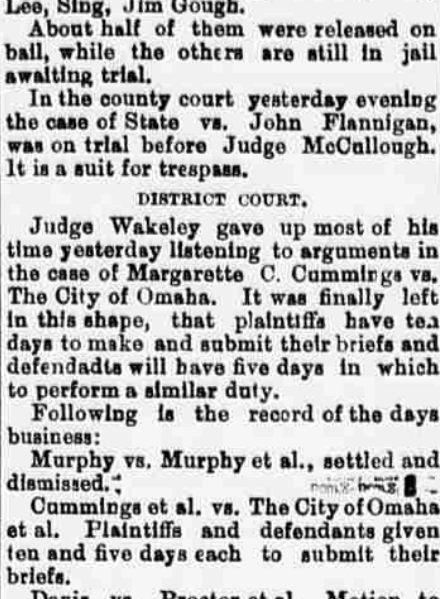 Lee, Sing, Jim Gough.
About half of them were released on
bail, while the others are still in jail
awaiting trial.
In the county court yesterday evening
the case of State vs. John Flannigan,
was on trial before Judge McCullough.
It is a suit for trespass.
DISTRICT COURT.
Judge Wakeley gave up most of his
time yesterday listening to arguments in
the case of Margarette C. Cummings vs.
The City of Omaha. It was finally left
in this shape, that plaintiffs have ten
days to make and submit their briefs and
defendadts will have five days in which
to perform a similar duty.
Following is the record of the days
business:
Murphy vs. Murphy et al., settled and
dismissed.
Cummings et al. vs. The City of Omaha
et al. Plaintiffs and defendants given
ten and five days each to submit their
briefs.
Davis vs. Proctor et al. Motion to